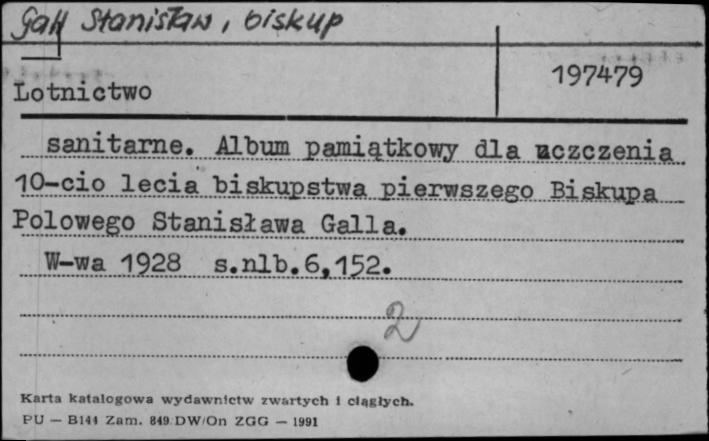 Gall Stanisław, biskup
197479
Lotnictwo
sanitarne. Album pamiątkowy dla uczczenia
10-cio lecia biskupstwa pierwszego Biskupa
Polowego Stanisława Galla.
W-wa 1928 s.nlb.6,152.
2
Karta katalogowa wydawnictw zwartych i ciągłych.
PU — B144 Zam. 849 DW/On ZGG — 1991